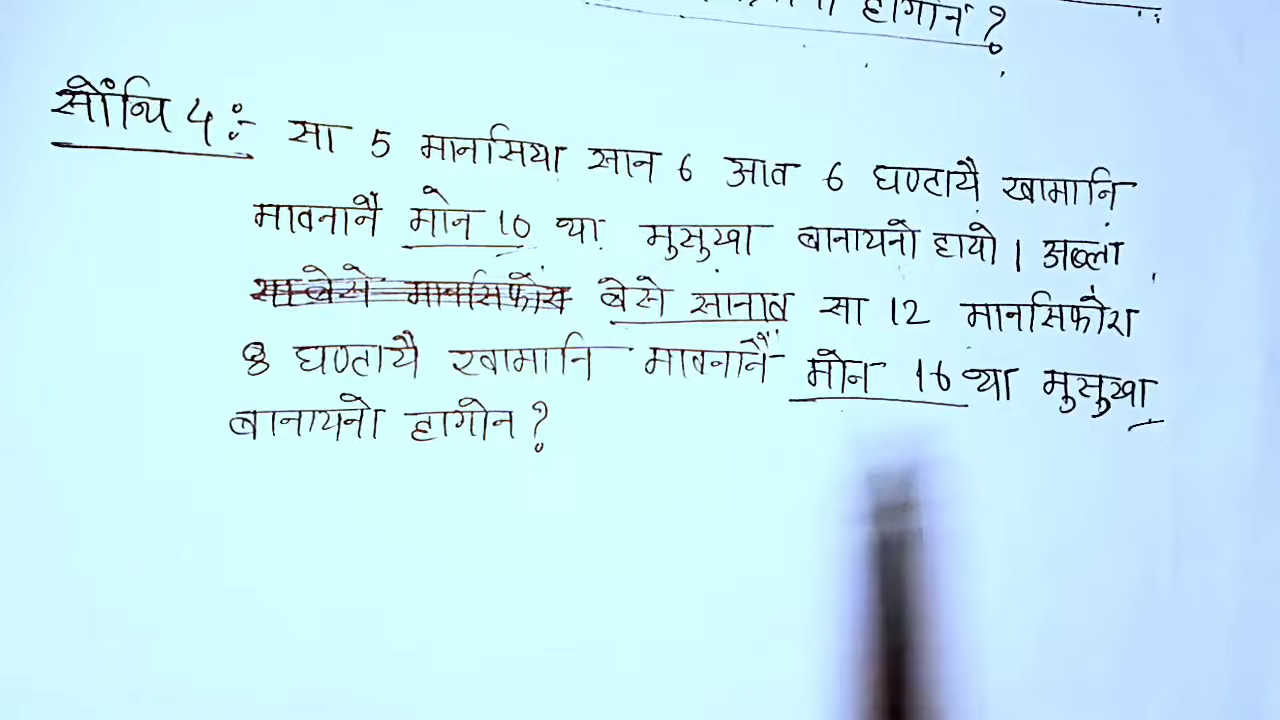 हागोन ?
सोंथि 4 :- सा 5 मानसिया सान 6 आव 6 घण्टायै खामानि
मावनानै मोन 10 था मुसुखा बानायनो हायो । अब्ला
बेसे सानाव सा 12 मानसिफोरा
8 घण्टायै खामानि मावनानै मोन 16 था मुसुखा
बानायनो हागोन ?